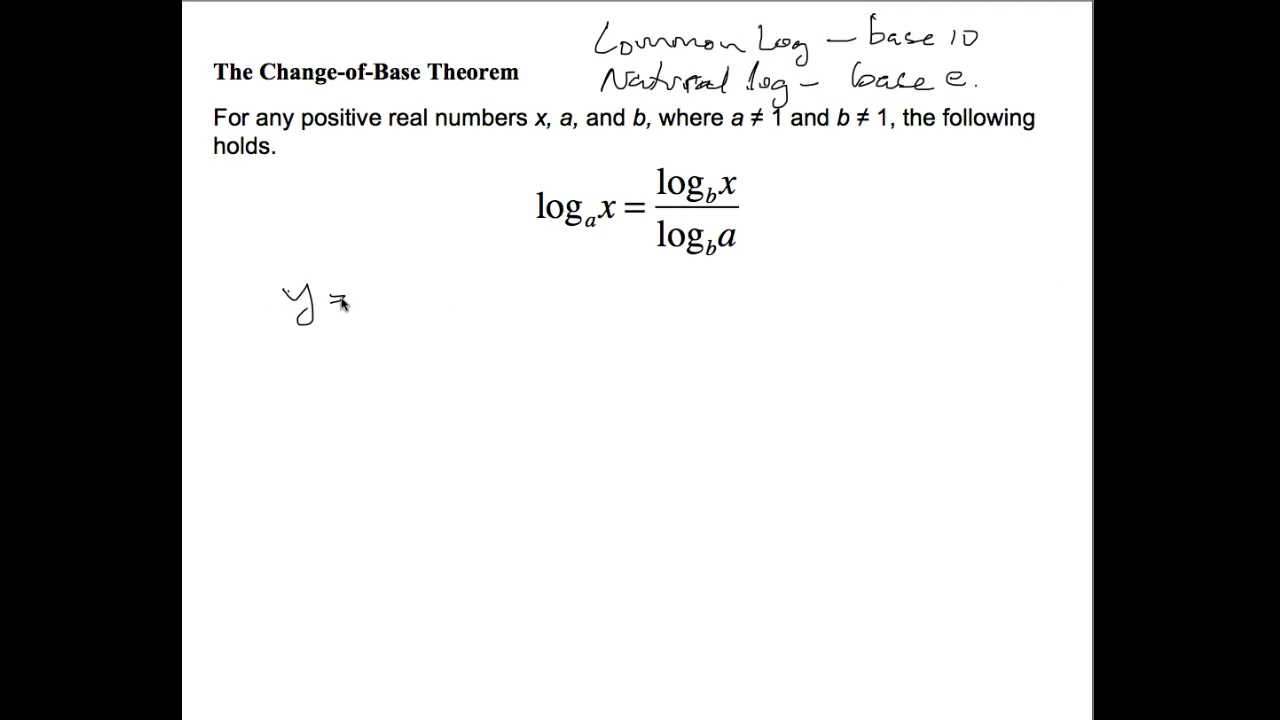 Common Log – base 10
The Change-of-Base Theorem
Natural log – base e.
For any positive real numbers x, a, and b, where a ≠ 1 and b ≠ 1, the following
holds.
logₐx = log_b x / log_b a
y =